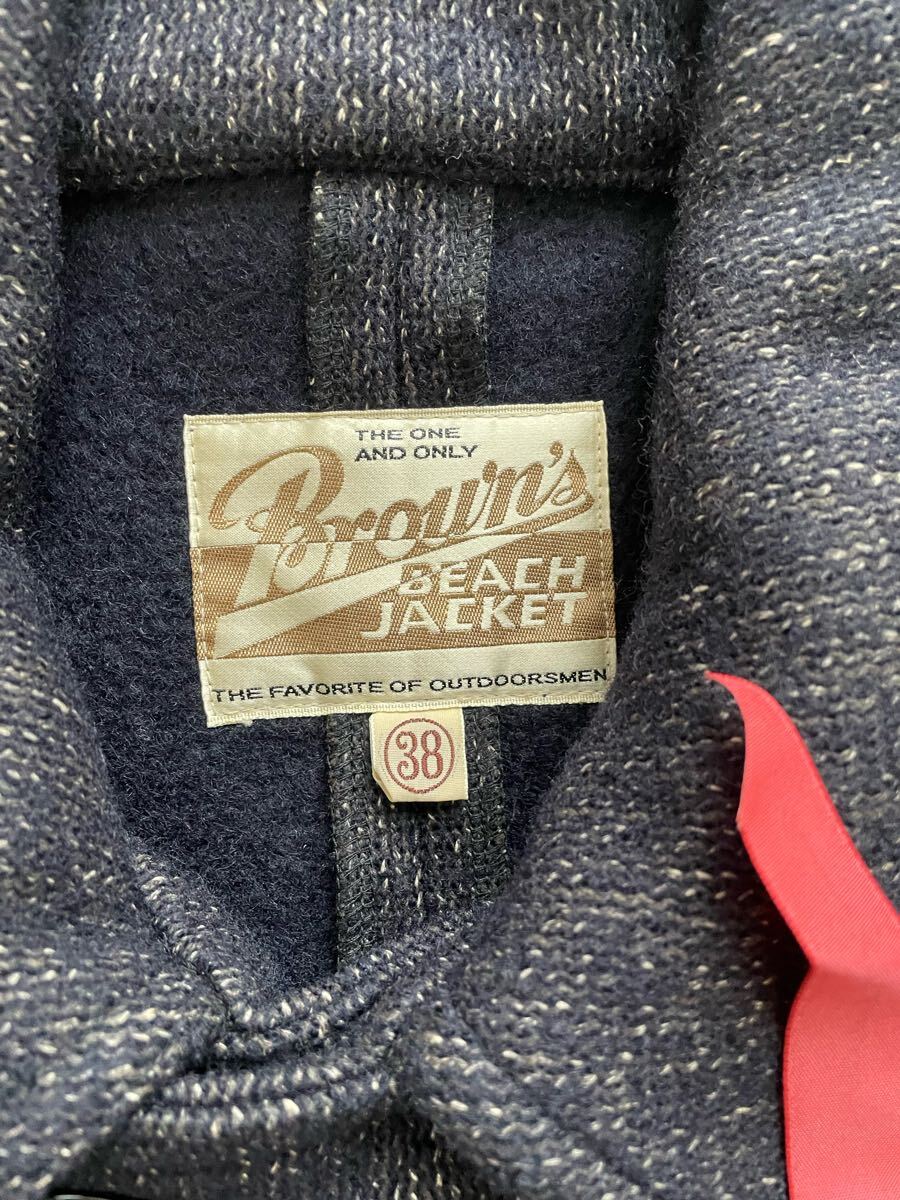 THE ONE
AND ONLY
Brown's
BEACH
JACKET
THE FAVORITE OF OUTDOORSMEN
38